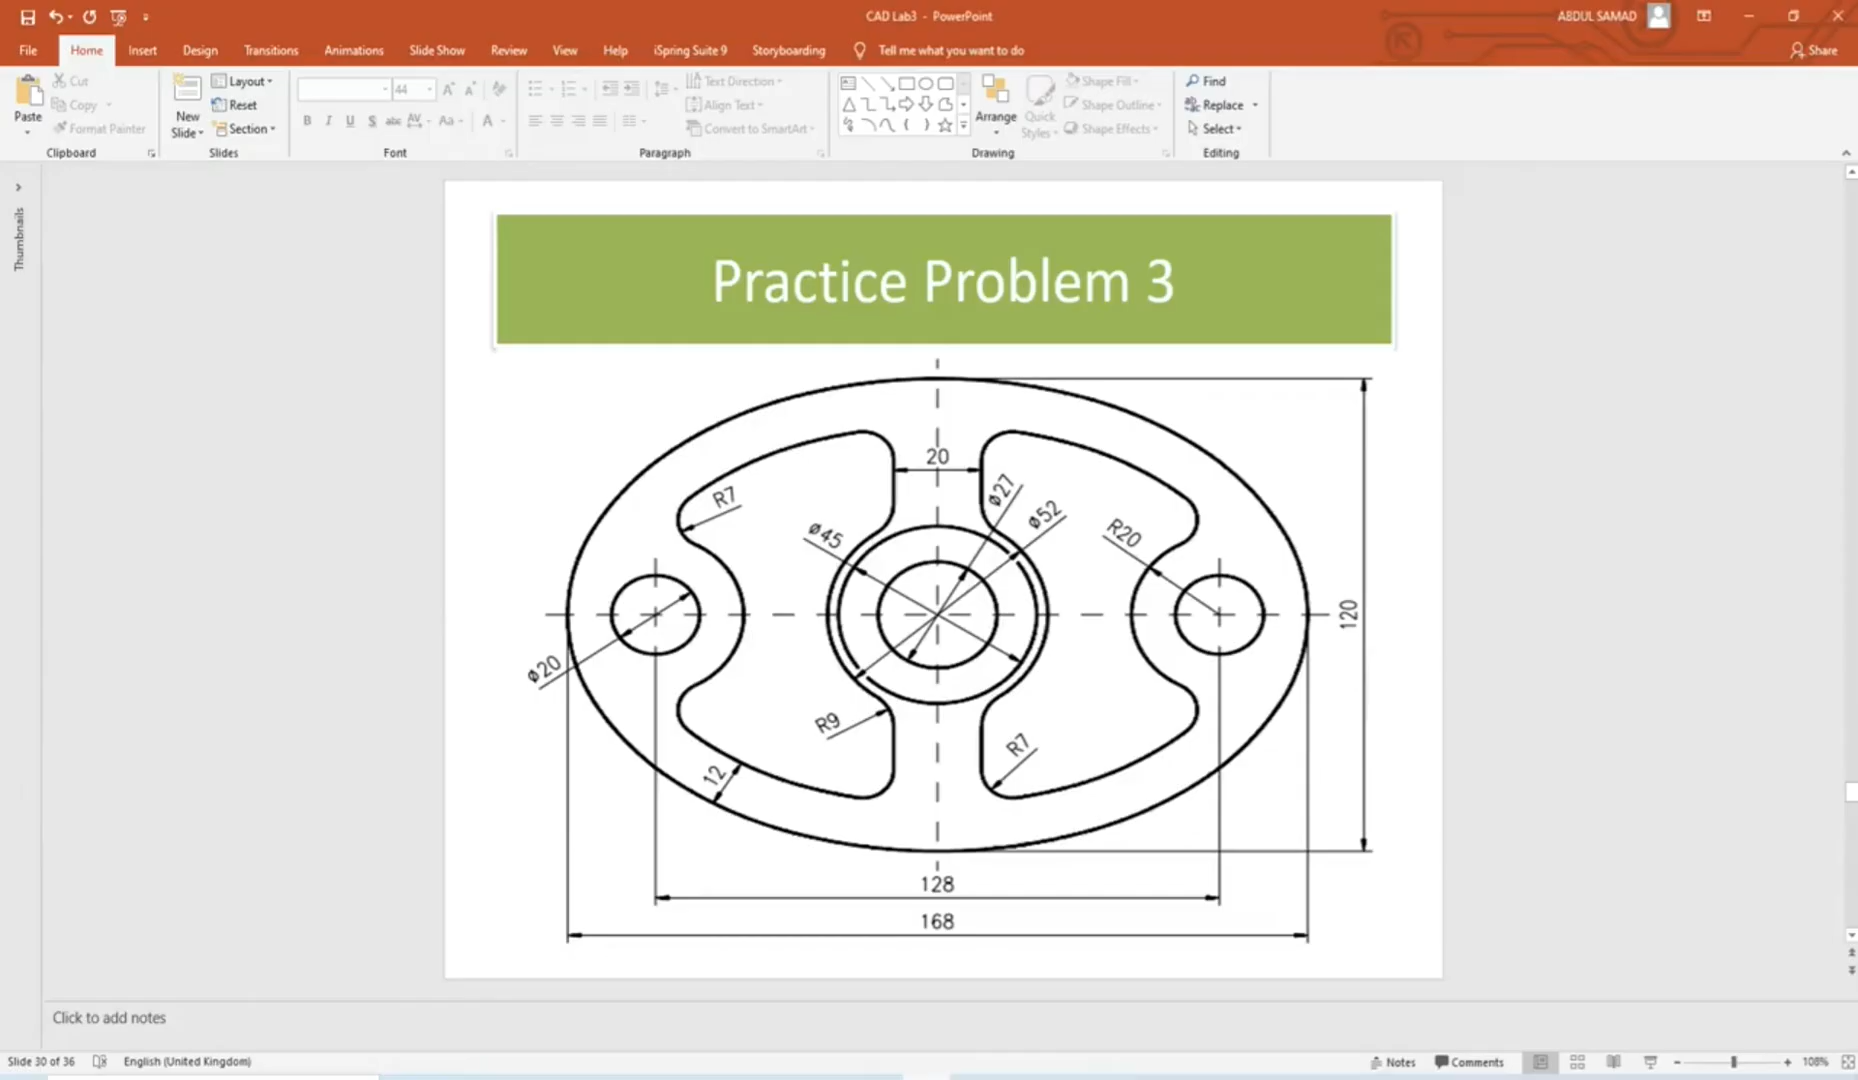 CAD Lab3 - PowerPoint
ABDUL SAMAD
File Home Insert Design Transitions Animations Slide Show Review View Help iSpring Suite 9 Storyboarding Tell me what you want to do
Share
Paste
Cut
Copy
Format Painter
Clipboard
New
Slide
Layout
Reset
Section
Slides
44
B I U S abc AV Aa A
Font
Text Direction
Align Text
Convert to SmartArt
Paragraph
Arrange
Quick
Styles
Shape Fill
Shape Outline
Shape Effects
Drawing
Find
Replace
Select
Editing
Thumbnails
Practice Problem 3
20
R7
ø27
ø52
ø45
R20
120
ø20
R9
R7
12
128
168
Click to add notes
Slide 30 of 36
English (United Kingdom)
Notes
Comments
108%